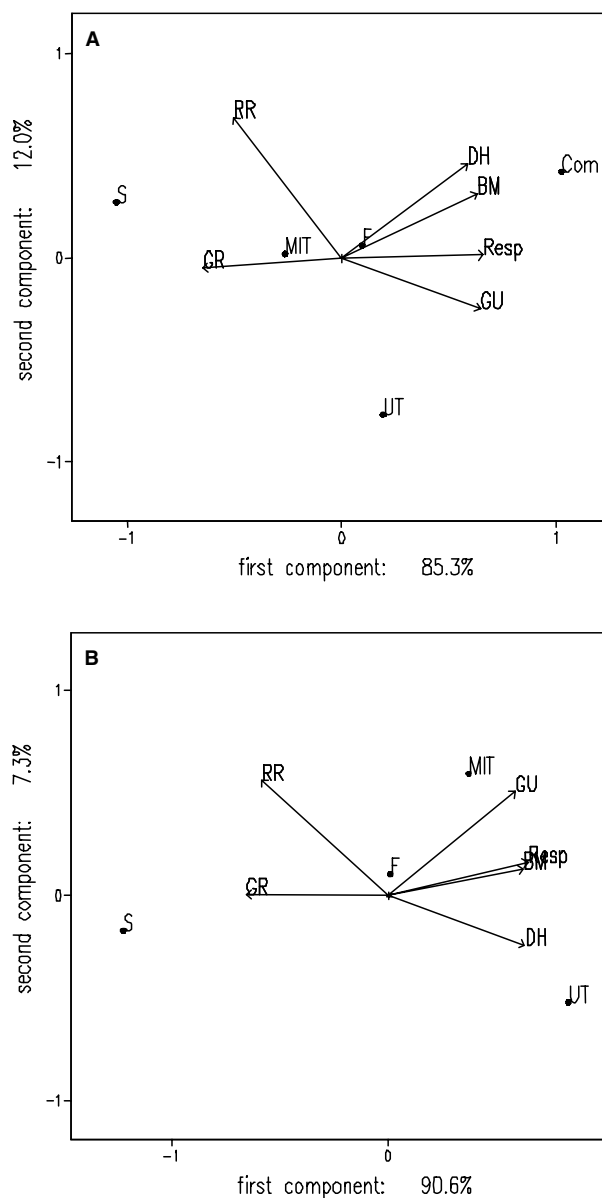 A
1
RR
DH
Com
BM
S
F
MIT
Resp
0
GR
GU
UT
-1
-1 0 1
second component: 12.0%
first component: 85.3%
B
1
MIT
RR
GU
F
Resp
BM
GR
0
DH
S
UT
-1
-1 0
second component: 7.3%
first component: 90.6%